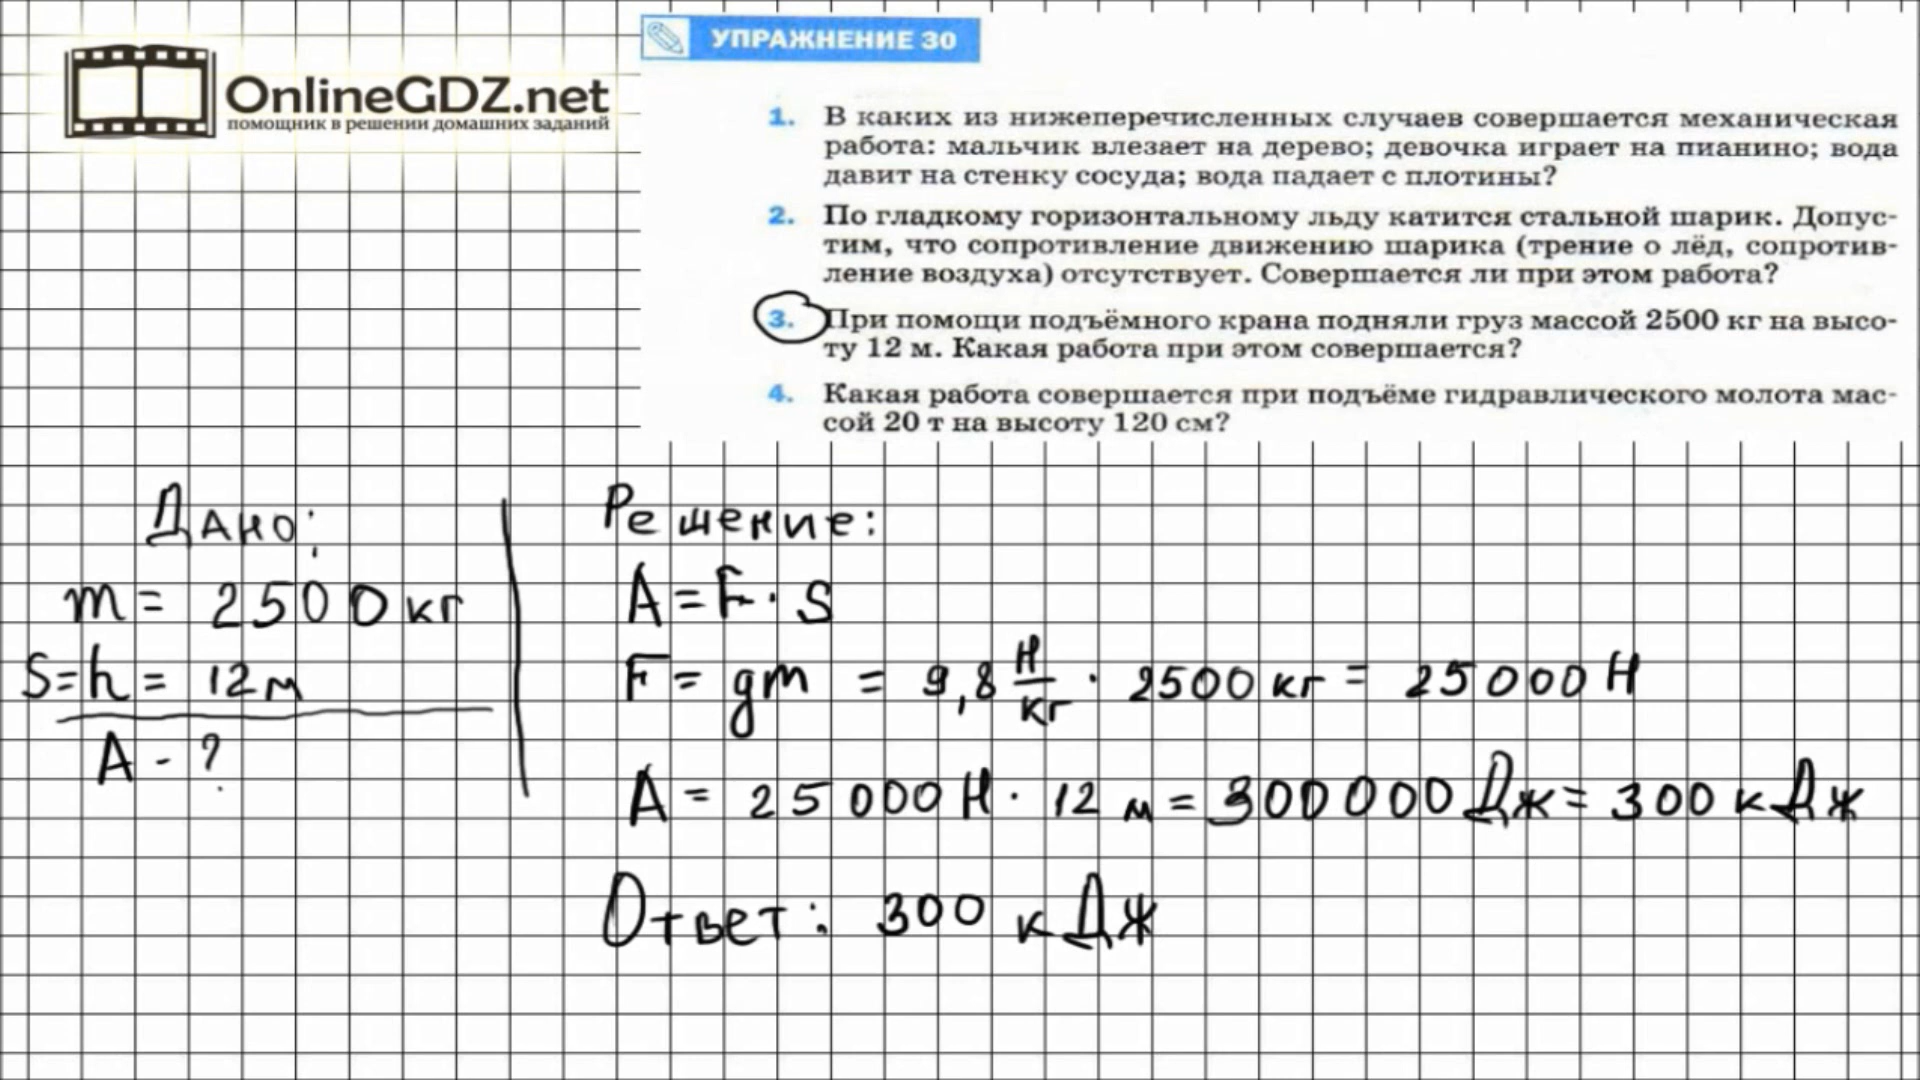 OnlineGDZ.net
помощник в решении домашних заданий
УПРАЖНЕНИЕ 30
1. В каких из нижеперечисленных случаев совершается механическая
работа: мальчик влезает на дерево; девочка играет на пианино; вода
давит на стенку сосуда; вода падает с плотины?
2. По гладкому горизонтальному льду катится стальной шарик. Допус-
тим, что сопротивление движению шарика (трение о лёд, сопротив-
ление воздуха) отсутствует. Совершается ли при этом работа?
3. При помощи подъёмного крана подняли груз массой 2500 кг на высо-
ту 12 м. Какая работа при этом совершается?
4. Какая работа совершается при подъёме гидравлического молота мас-
сой 20 т на высоту 120 см?
Дано:
m = 2500 кг
S = h = 12 м
A - ?
Решение:
A = F · S
F = gm = 9,8 Н/кг · 2500 кг = 25000 Н
A = 25000 Н · 12 м = 300000 Дж = 300 кДж
Ответ: 300 кДж